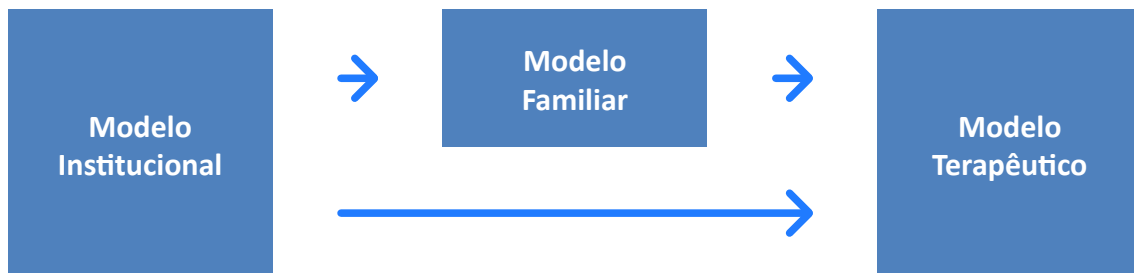 Modelo
Institucional
Modelo
Familiar
Modelo
Terapêutico